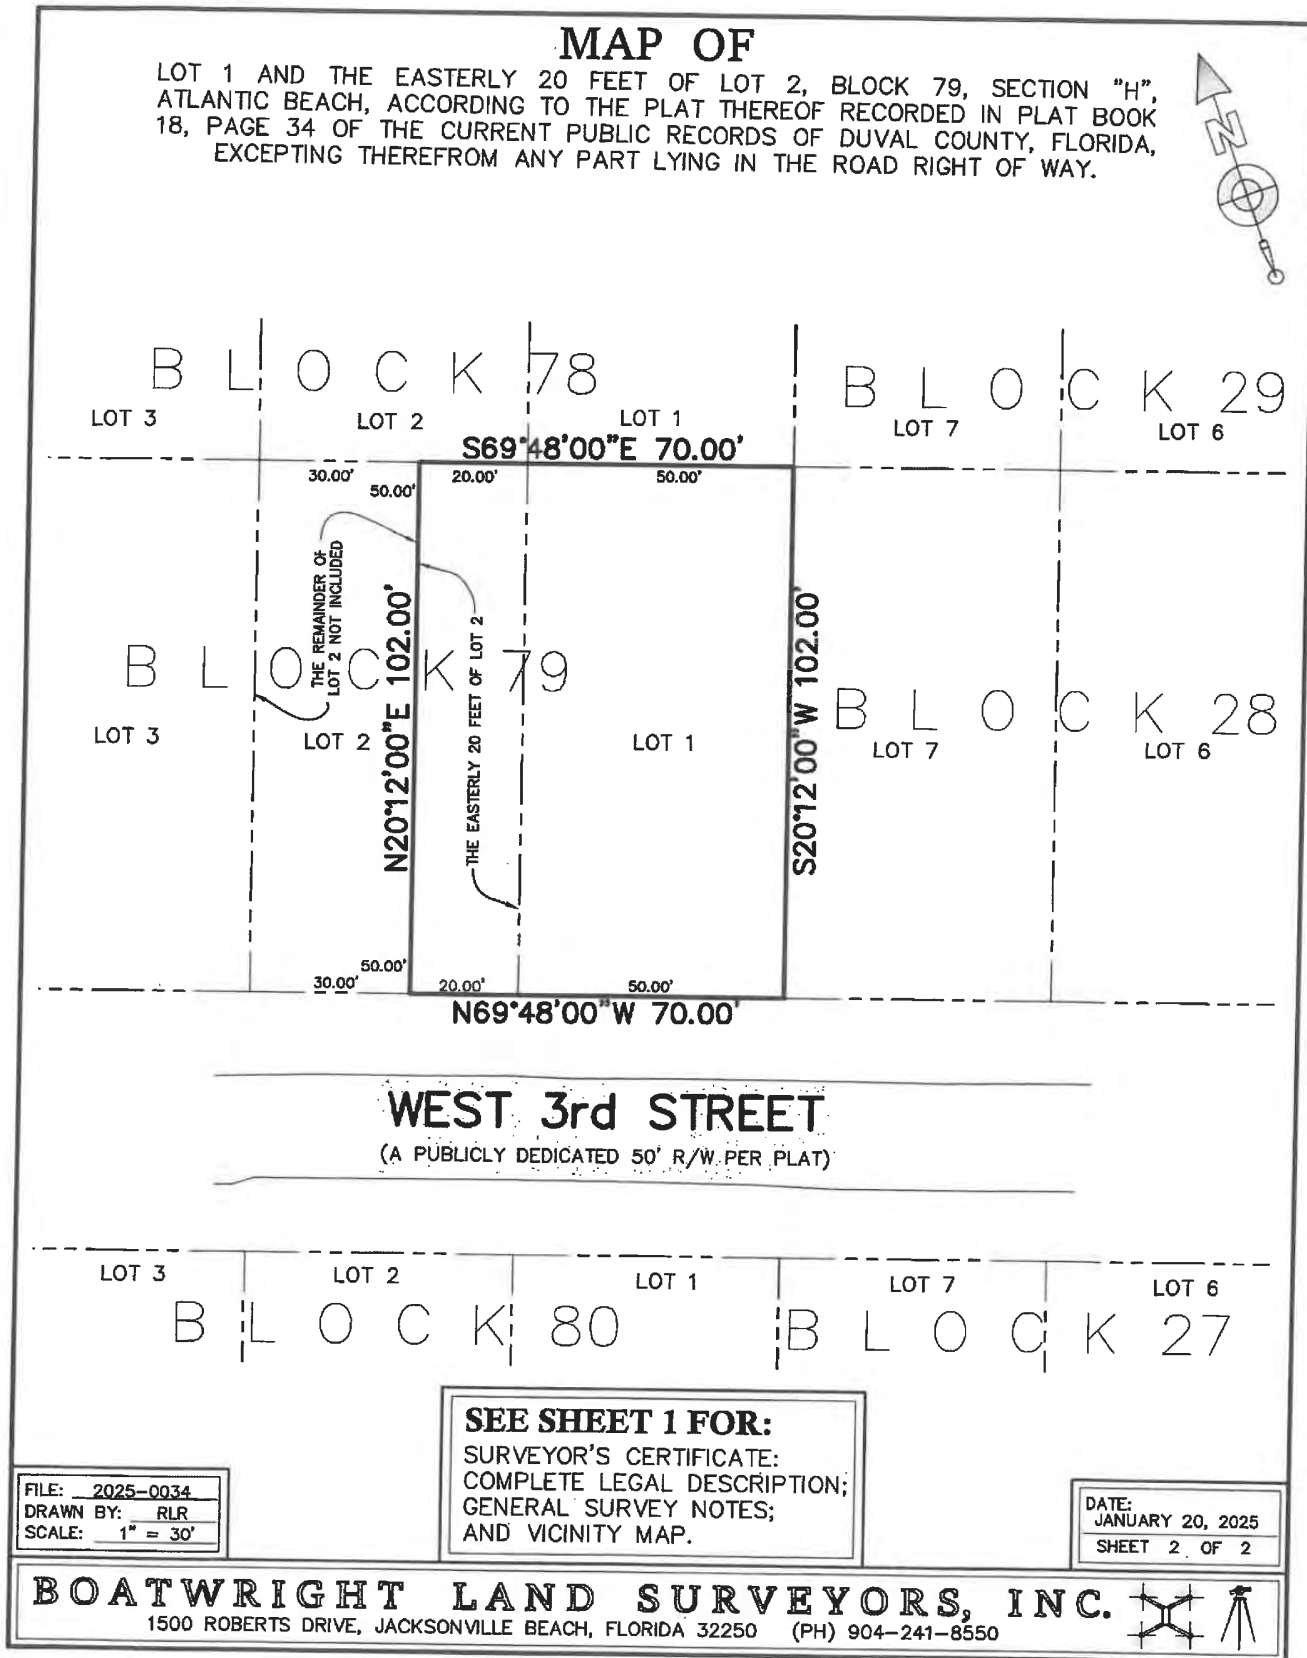 MAP OF
LOT 1 AND THE EASTERLY 20 FEET OF LOT 2, BLOCK 79, SECTION "H",
ATLANTIC BEACH, ACCORDING TO THE PLAT THEREOF RECORDED IN PLAT BOOK
18, PAGE 34 OF THE CURRENT PUBLIC RECORDS OF DUVAL COUNTY, FLORIDA,
EXCEPTING THEREFROM ANY PART LYING IN THE ROAD RIGHT OF WAY.
N
BLOCK 78
BLOCK 29
LOT 3
LOT 2
LOT 1
LOT 7
LOT 6
S69°48'00"E 70.00'
30.00'
50.00'
20.00'
50.00'
THE REMAINDER OF
LOT 2 NOT INCLUDED
N20°12'00"E 102.00'
THE EASTERLY 20 FEET OF LOT 2
S20°12'00"W 102.00'
BLOCK 79
BLOCK 28
LOT 3
LOT 2
LOT 1
LOT 7
LOT 6
30.00'
50.00'
20.00'
50.00'
N69°48'00"W 70.00'
WEST 3rd STREET
(A PUBLICLY DEDICATED 50' R/W PER PLAT)
LOT 3
LOT 2
LOT 1
LOT 7
LOT 6
BLOCK 80
BLOCK 27
SEE SHEET 1 FOR:
SURVEYOR'S CERTIFICATE:
COMPLETE LEGAL DESCRIPTION;
GENERAL SURVEY NOTES;
AND VICINITY MAP.
FILE: 2025-0034
DRAWN BY: RLR
SCALE: 1" = 30'
DATE:
JANUARY 20, 2025
SHEET 2 OF 2
BOATWRIGHT LAND SURVEYORS, INC.
1500 ROBERTS DRIVE, JACKSONVILLE BEACH, FLORIDA 32250 (PH) 904-241-8550